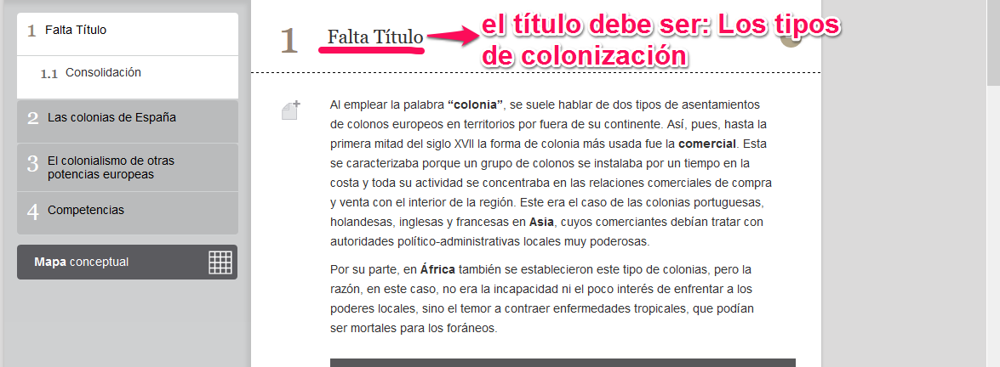 1 Falta Título
1.1 Consolidación
2 Las colonias de España
3 El colonialismo de otras
potencias europeas
4 Competencias
Mapa conceptual
1 Falta Título
el título debe ser: Los tipos
de colonización
Al emplear la palabra “colonia”, se suele hablar de dos tipos de asentamientos
de colonos europeos en territorios por fuera de su continente. Así, pues, hasta la
primera mitad del siglo XVII la forma de colonia más usada fue la comercial. Esta
se caracterizaba porque un grupo de colonos se instalaba por un tiempo en la
costa y toda su actividad se concentraba en las relaciones comerciales de compra
y venta con el interior de la región. Este era el caso de las colonias portuguesas,
holandesas, inglesas y francesas en Asia, cuyos comerciantes debían tratar con
autoridades político-administrativas locales muy poderosas.
Por su parte, en África también se establecieron este tipo de colonias, pero la
razón, en este caso, no era la incapacidad ni el poco interés de enfrentar a los
poderes locales, sino el temor a contraer enfermedades tropicales, que podían
ser mortales para los foráneos.